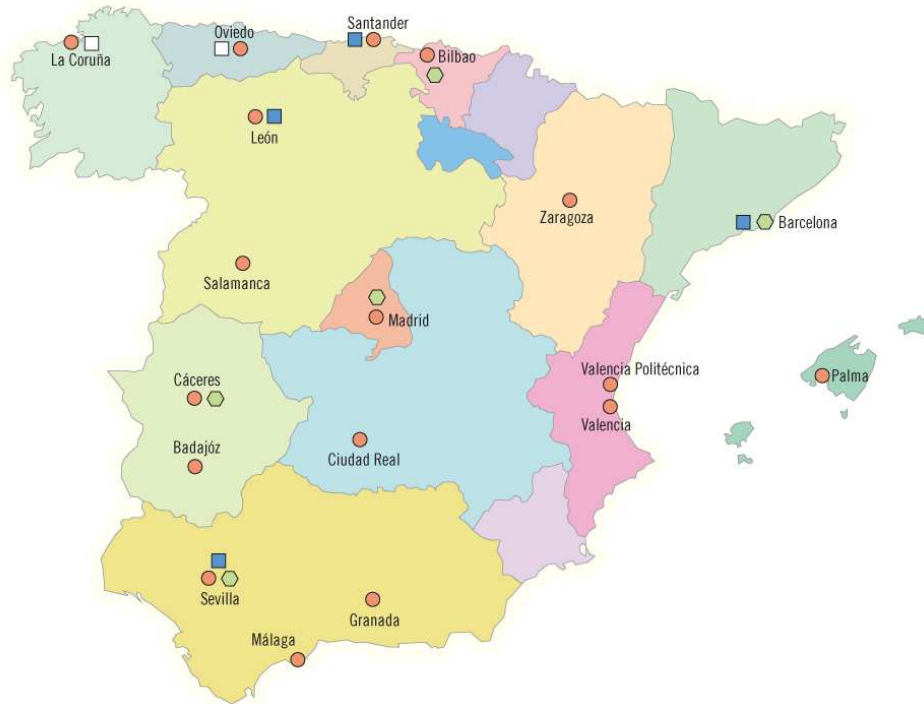 Santander
Oviedo
La Coruña
Bilbao
León
Zaragoza
Barcelona
Salamanca
Madrid
Valencia Politécnica
Palma
Cáceres
Valencia
Badajóz
Ciudad Real
Sevilla
Granada
Málaga